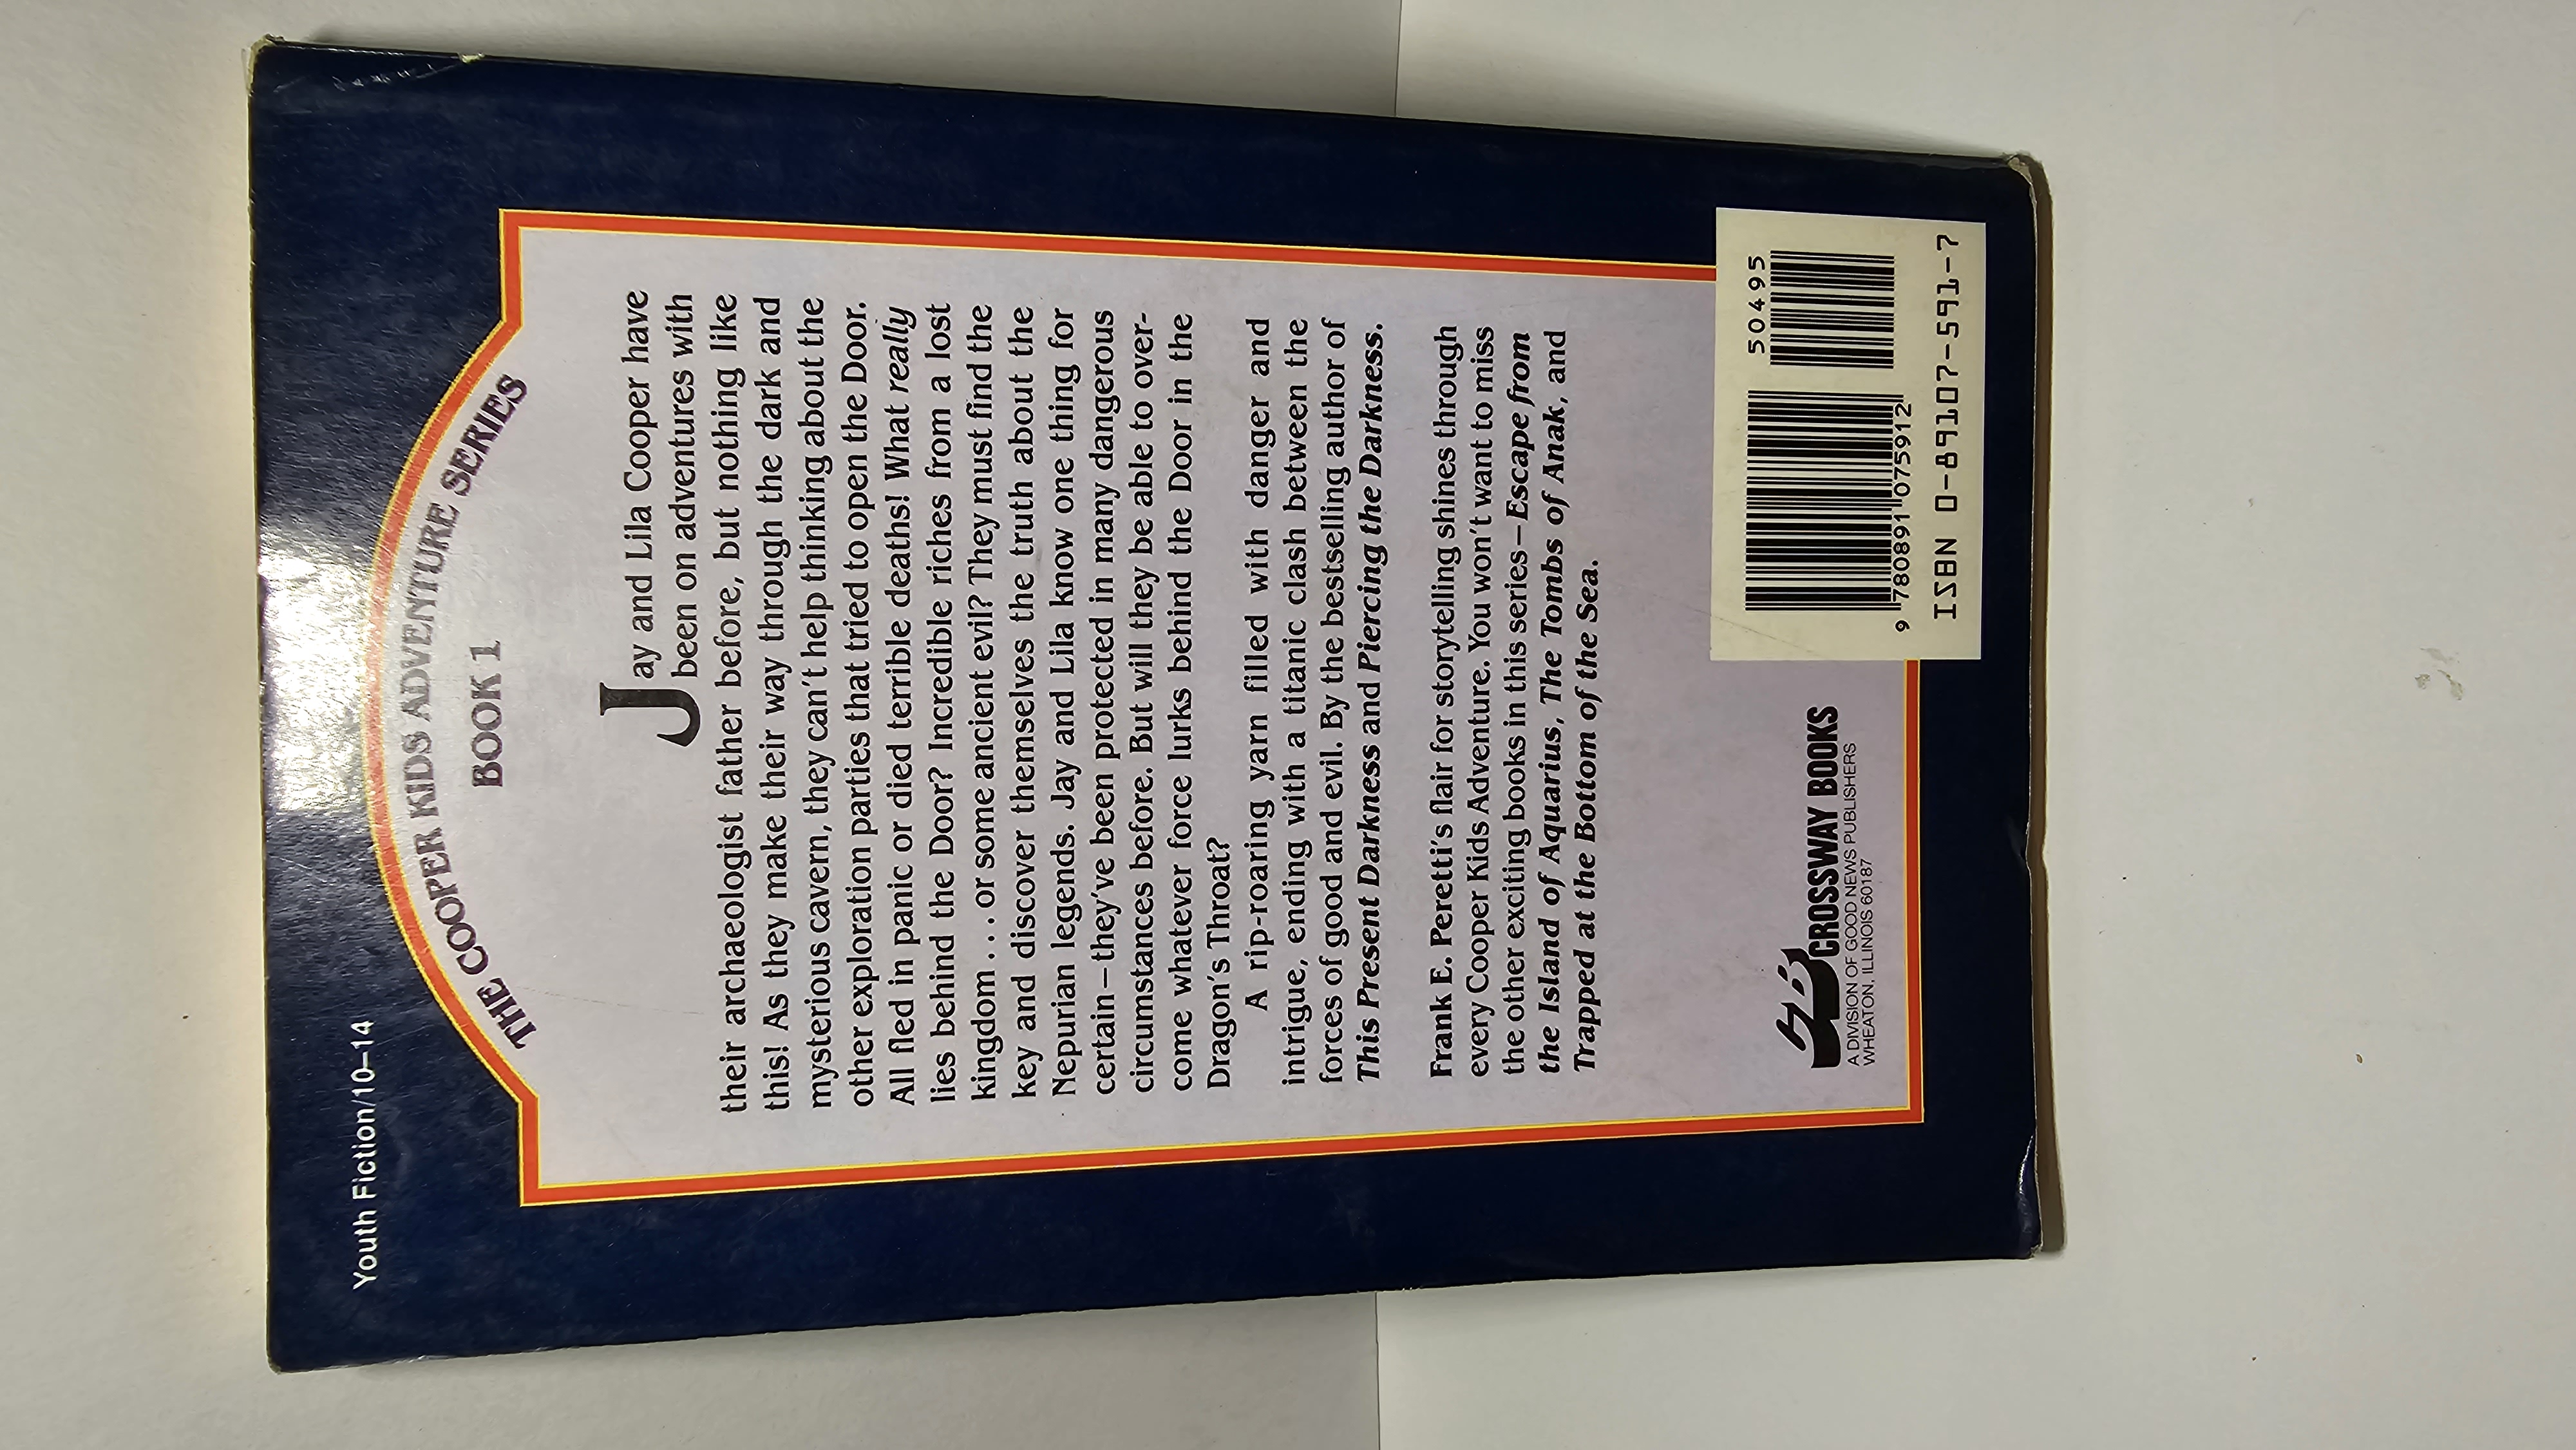 Youth Fiction/10–14
THE COOPER KIDS ADVENTURE SERIES
BOOK 1
Jay and Lila Cooper have
been on adventures with
their archaeologist father before, but nothing like
this! As they make their way through the dark and
mysterious cavern, they can't help thinking about the
other exploration parties that tried to open the Door.
All fled in panic or died terrible deaths! What really
lies behind the Door? Incredible riches from a lost
kingdom . . . or some ancient evil? They must find the
key and discover themselves the truth about the
Nepurian legends. Jay and Lila know one thing for
certain—they've been protected in many dangerous
circumstances before. But will they be able to over-
come whatever force lurks behind the Door in the
Dragon's Throat?
A rip-roaring yarn filled with danger and
intrigue, ending with a titanic clash between the
forces of good and evil. By the bestselling author of
This Present Darkness and Piercing the Darkness.
Frank E. Peretti's flair for storytelling shines through
every Cooper Kids Adventure. You won't want to miss
the other exciting books in this series—Escape from
the Island of Aquarius, The Tombs of Anak, and
Trapped at the Bottom of the Sea.
CB CROSSWAY BOOKS
A DIVISION OF GOOD NEWS PUBLISHERS
WHEATON, ILLINOIS 60187
50495
9 780891 075912
ISBN 0-89107-591-7